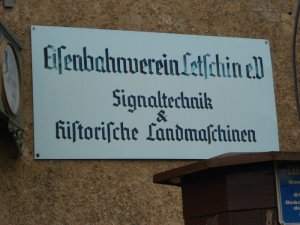 Eisenbahnverein Letschin e.V
Signaltechnik
&
historische Landmaschinen